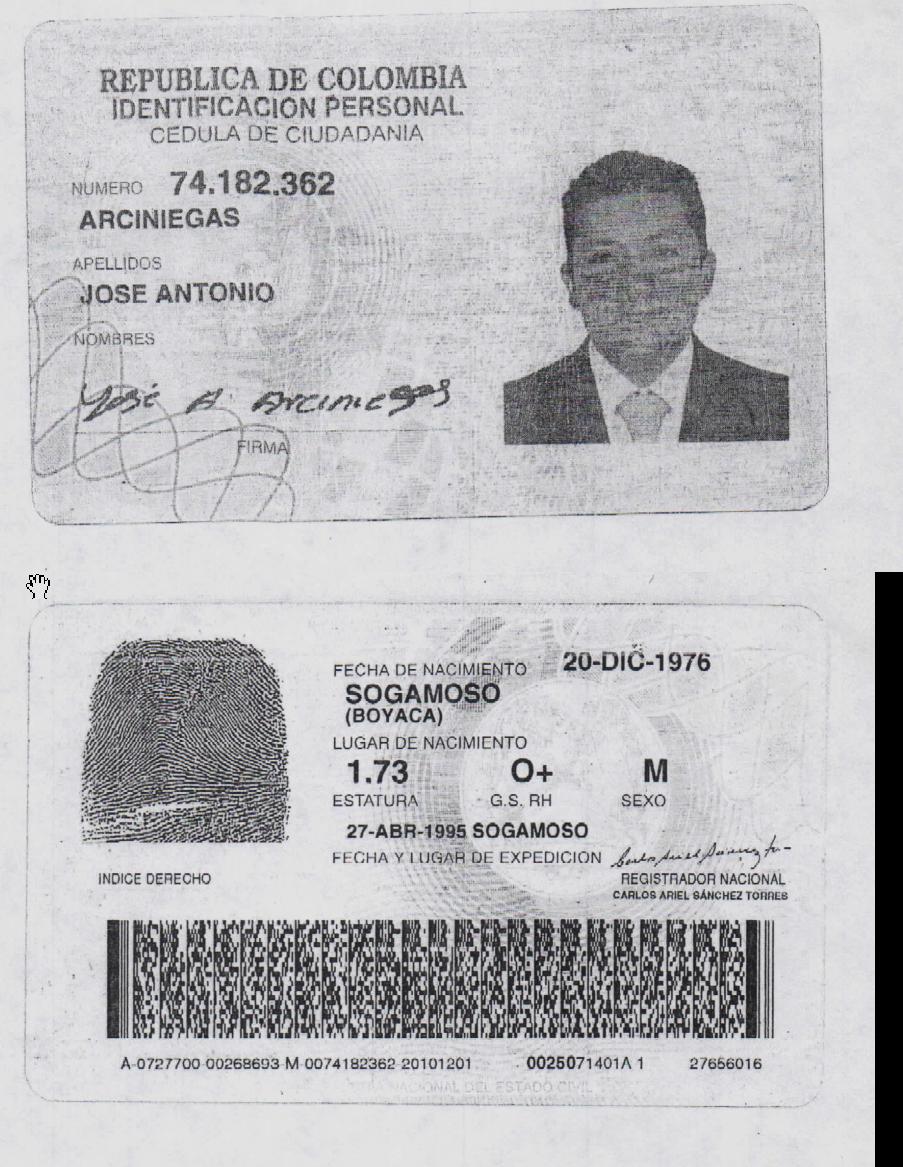 REPUBLICA DE COLOMBIA
IDENTIFICACION PERSONAL
CEDULA DE CIUDADANIA
NUMERO 74.182.362
ARCINIEGAS
APELLIDOS
JOSE ANTONIO
NOMBRES
José A Arciniegas
FIRMA
FECHA DE NACIMIENTO 20-DIC-1976
SOGAMOSO
(BOYACA)
LUGAR DE NACIMIENTO
1.73 O+ M
ESTATURA G.S. RH SEXO
27-ABR-1995 SOGAMOSO
FECHA Y LUGAR DE EXPEDICION
INDICE DERECHO
REGISTRADOR NACIONAL
CARLOS ARIEL SÁNCHEZ TORRES
A-0727700-00268693-M-0074182362-20101201 0025071401A 1 27656016
NACIONAL DEL ESTADO CIVIL